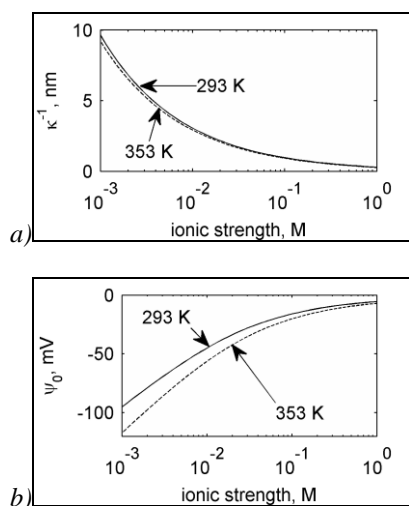 10
5
0
κ⁻¹, nm
293 K
353 K
10⁻³ 10⁻² 10⁻¹ 10⁰
ionic strength, M
a)
0
-50
-100
ψ₀, mV
293 K
353 K
10⁻³ 10⁻² 10⁻¹ 10⁰
ionic strength, M
b)